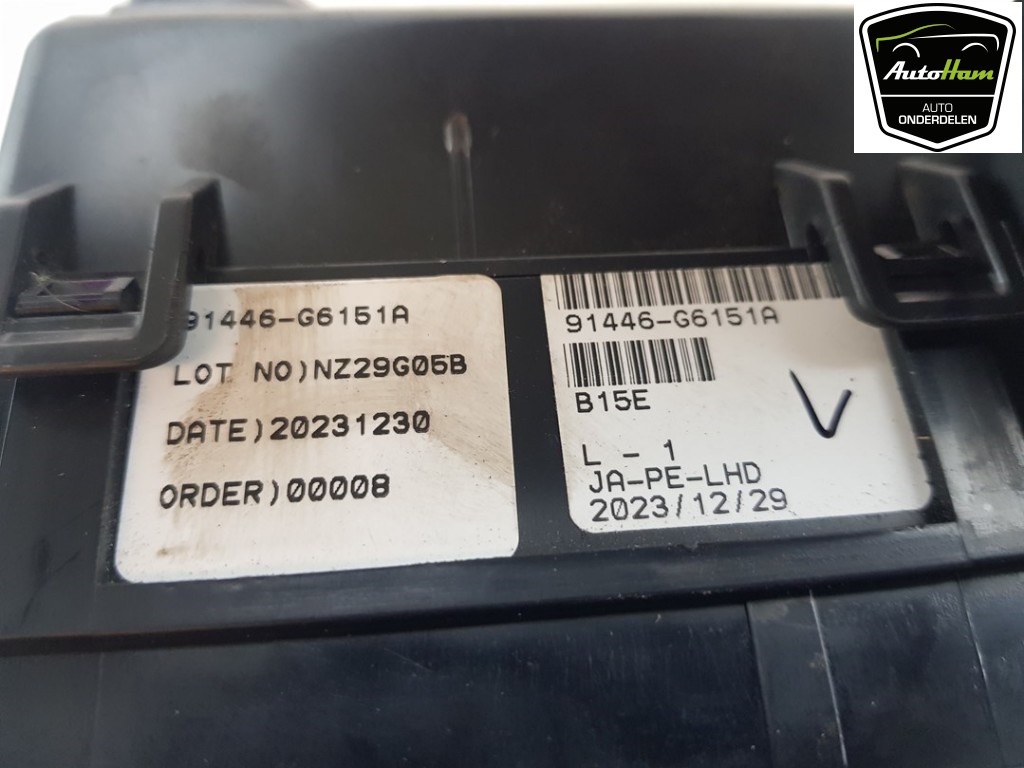 AutoHam
AUTO
ONDERDELEN
91446-G6151A
LOT NO)NZ29G05B
DATE)20231230
ORDER)00008
91446-G6151A
B15E
L - 1
JA-PE-LHD
2023/12/29
V